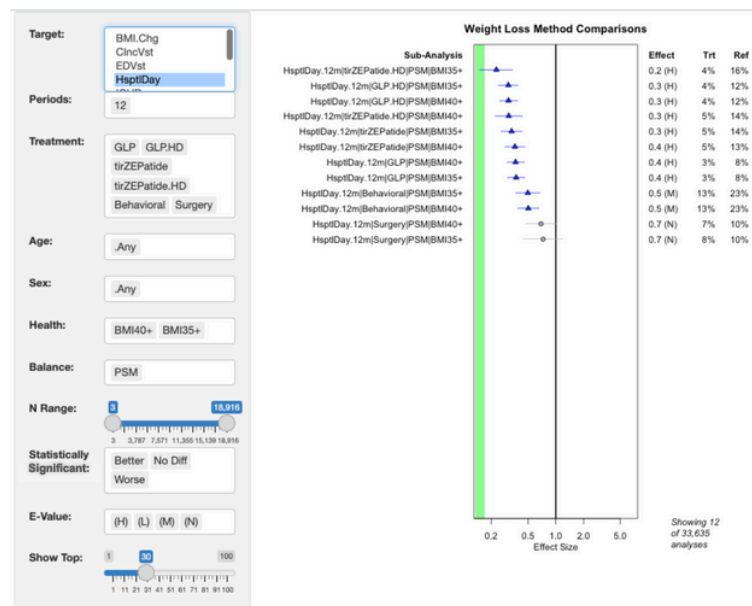 Target:
BMI.Chg
ClncVst
EDVst
HsptlDay
Periods:
12
Treatment:
GLP GLP.HD
tirZEPatide
tirZEPatide.HD
Behavioral Surgery
Age:
.Any
Sex:
.Any
Health:
BMI40+ BMI35+
Balance:
PSM
N Range:
3 18,916
3 3,787 7,571 11,355 15,139 18,916
Statistically
Significant:
Better No Diff
Worse
E-Value:
(H) (L) (M) (N)
Show Top:
1 30 100
1 11 21 31 41 51 61 71 81 91 100
Weight Loss Method Comparisons
Sub-Analysis Effect Trt Ref
HsptlDay.12m|tirZEPatide.HD|PSM|BMI35+ 0.2 (H) 4% 16%
HsptlDay.12m|GLP.HD|PSM|BMI35+ 0.3 (H) 4% 12%
HsptlDay.12m|GLP.HD|PSM|BMI40+ 0.3 (H) 4% 12%
HsptlDay.12m|tirZEPatide.HD|PSM|BMI40+ 0.3 (H) 5% 14%
HsptlDay.12m|tirZEPatide|PSM|BMI35+ 0.3 (H) 5% 14%
HsptlDay.12m|tirZEPatide|PSM|BMI40+ 0.4 (H) 5% 13%
HsptlDay.12m|GLP|PSM|BMI40+ 0.4 (H) 3% 8%
HsptlDay.12m|GLP|PSM|BMI35+ 0.4 (H) 3% 8%
HsptlDay.12m|Behavioral|PSM|BMI35+ 0.5 (M) 13% 23%
HsptlDay.12m|Behavioral|PSM|BMI40+ 0.5 (M) 13% 23%
HsptlDay.12m|Surgery|PSM|BMI40+ 0.7 (N) 7% 10%
HsptlDay.12m|Surgery|PSM|BMI35+ 0.7 (N) 8% 10%
0.2 0.5 1.0 2.0 5.0
Effect Size
Showing 12
of 33,635
analyses